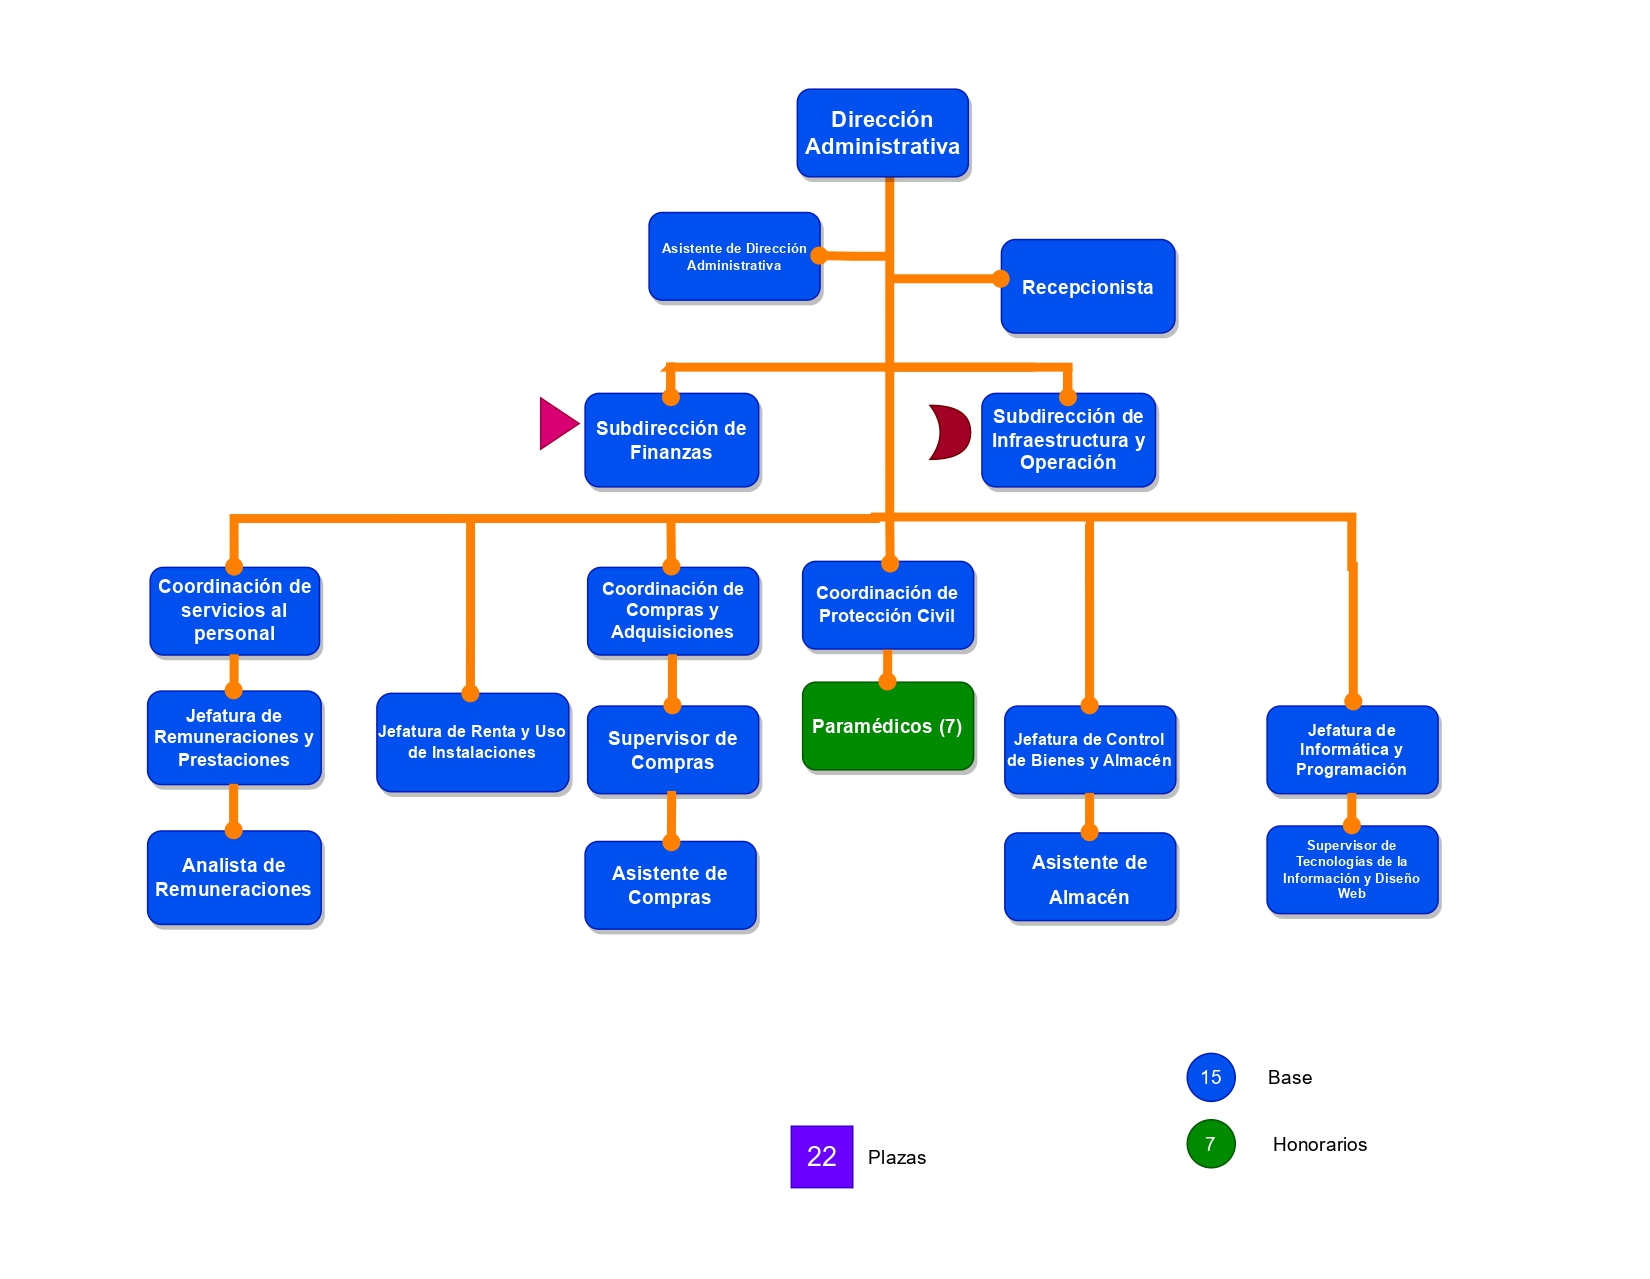 Dirección
Administrativa
Asistente de Dirección
Administrativa
Recepcionista
Subdirección de
Finanzas
Subdirección de
Infraestructura y
Operación
Coordinación de
servicios al
personal
Coordinación de
Compras y
Adquisiciones
Coordinación de
Protección Civil
Jefatura de
Remuneraciones y
Prestaciones
Jefatura de Renta y Uso
de Instalaciones
Supervisor de
Compras
Paramédicos (7)
Jefatura de Control
de Bienes y Almacén
Jefatura de
Informática y
Programación
Analista de
Remuneraciones
Asistente de
Compras
Asistente de
Almacén
Supervisor de
Tecnologías de la
Información y Diseño
Web
15 Base
7 Honorarios
22 Plazas